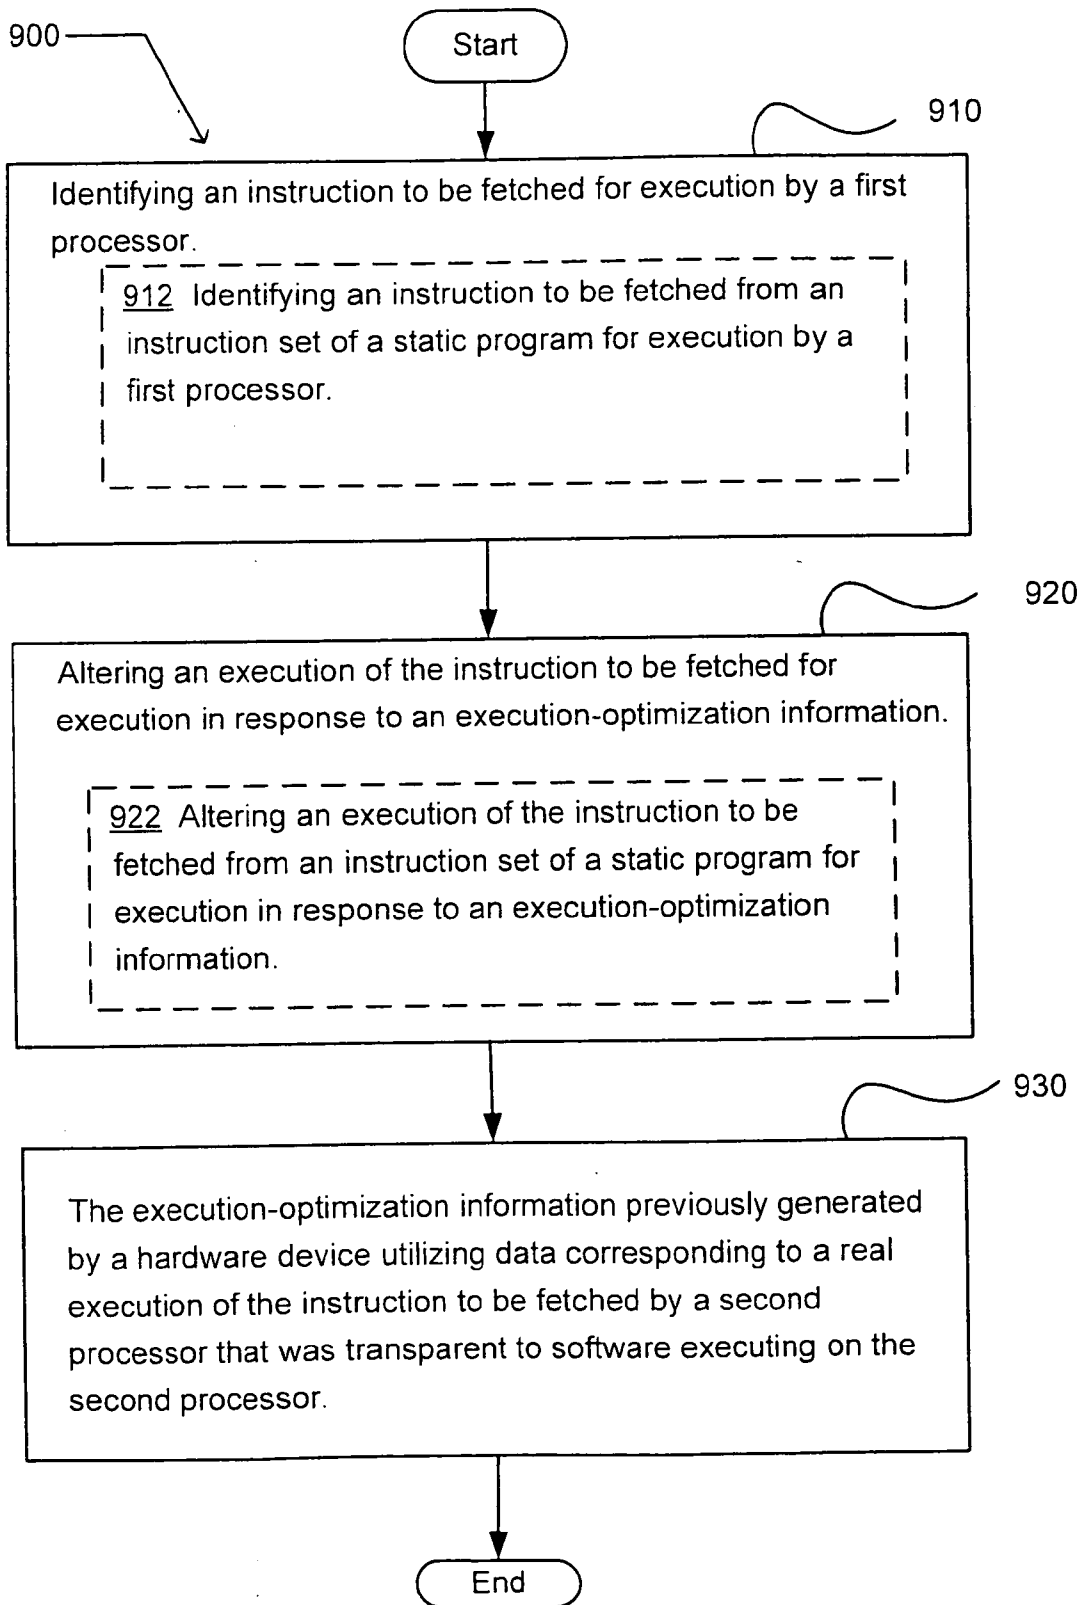 900
Start
910
Identifying an instruction to be fetched for execution by a first
processor.
912 Identifying an instruction to be fetched from an
instruction set of a static program for execution by a
first processor.
920
Altering an execution of the instruction to be fetched for
execution in response to an execution-optimization information.
922 Altering an execution of the instruction to be
fetched from an instruction set of a static program for
execution in response to an execution-optimization
information.
930
The execution-optimization information previously generated
by a hardware device utilizing data corresponding to a real
execution of the instruction to be fetched by a second
processor that was transparent to software executing on the
second processor.
End